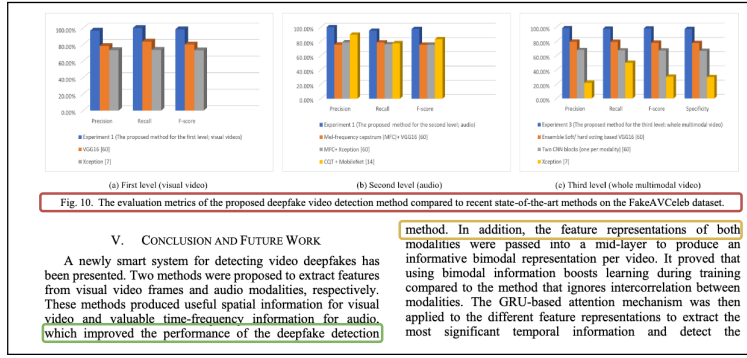 100.00%
80.00%
60.00%
40.00%
20.00%
0.00%
Precision Recall F-score
Experiment 1 (The proposed method for the first level; visual videos)
VGG16 [60]
Xception [7]
(a) First level (visual video)
100.00%
80.00%
60.00%
40.00%
20.00%
0.00%
Precision Recall F-score
Experiment 1 (The proposed method for the second level; audio)
Mel-frequency cepstrum (MFC)+ VGG16 [60]
MFC+ Xception [60]
CQT + MobileNet [14]
(b) Second level (audio)
100.00%
80.00%
60.00%
40.00%
20.00%
0.00%
Precision Recall F-score Specificity
Experiment 3 (The proposed method for the third level; whole multimodal video)
Ensemble Soft/ hard voting based VGG16 [60]
Two CNN blocks (one per modality) [60]
Xception [7]
(c) Third level (whole multimodal video)
Fig. 10. The evaluation metrics of the proposed deepfake video detection method compared to recent state-of-the-art methods on the FakeAVCeleb dataset.
V. CONCLUSION AND FUTURE WORK
A newly smart system for detecting video deepfakes has
been presented. Two methods were proposed to extract features
from visual video frames and audio modalities, respectively.
These methods produced useful spatial information for visual
video and valuable time-frequency information for audio,
which improved the performance of the deepfake detection
method. In addition, the feature representations of both
modalities were passed into a mid-layer to produce an
informative bimodal representation per video. It proved that
using bimodal information boosts learning during training
compared to the method that ignores intercorrelation between
modalities. The GRU-based attention mechanism was then
applied to the different feature representations to extract the
most significant temporal information and detect the